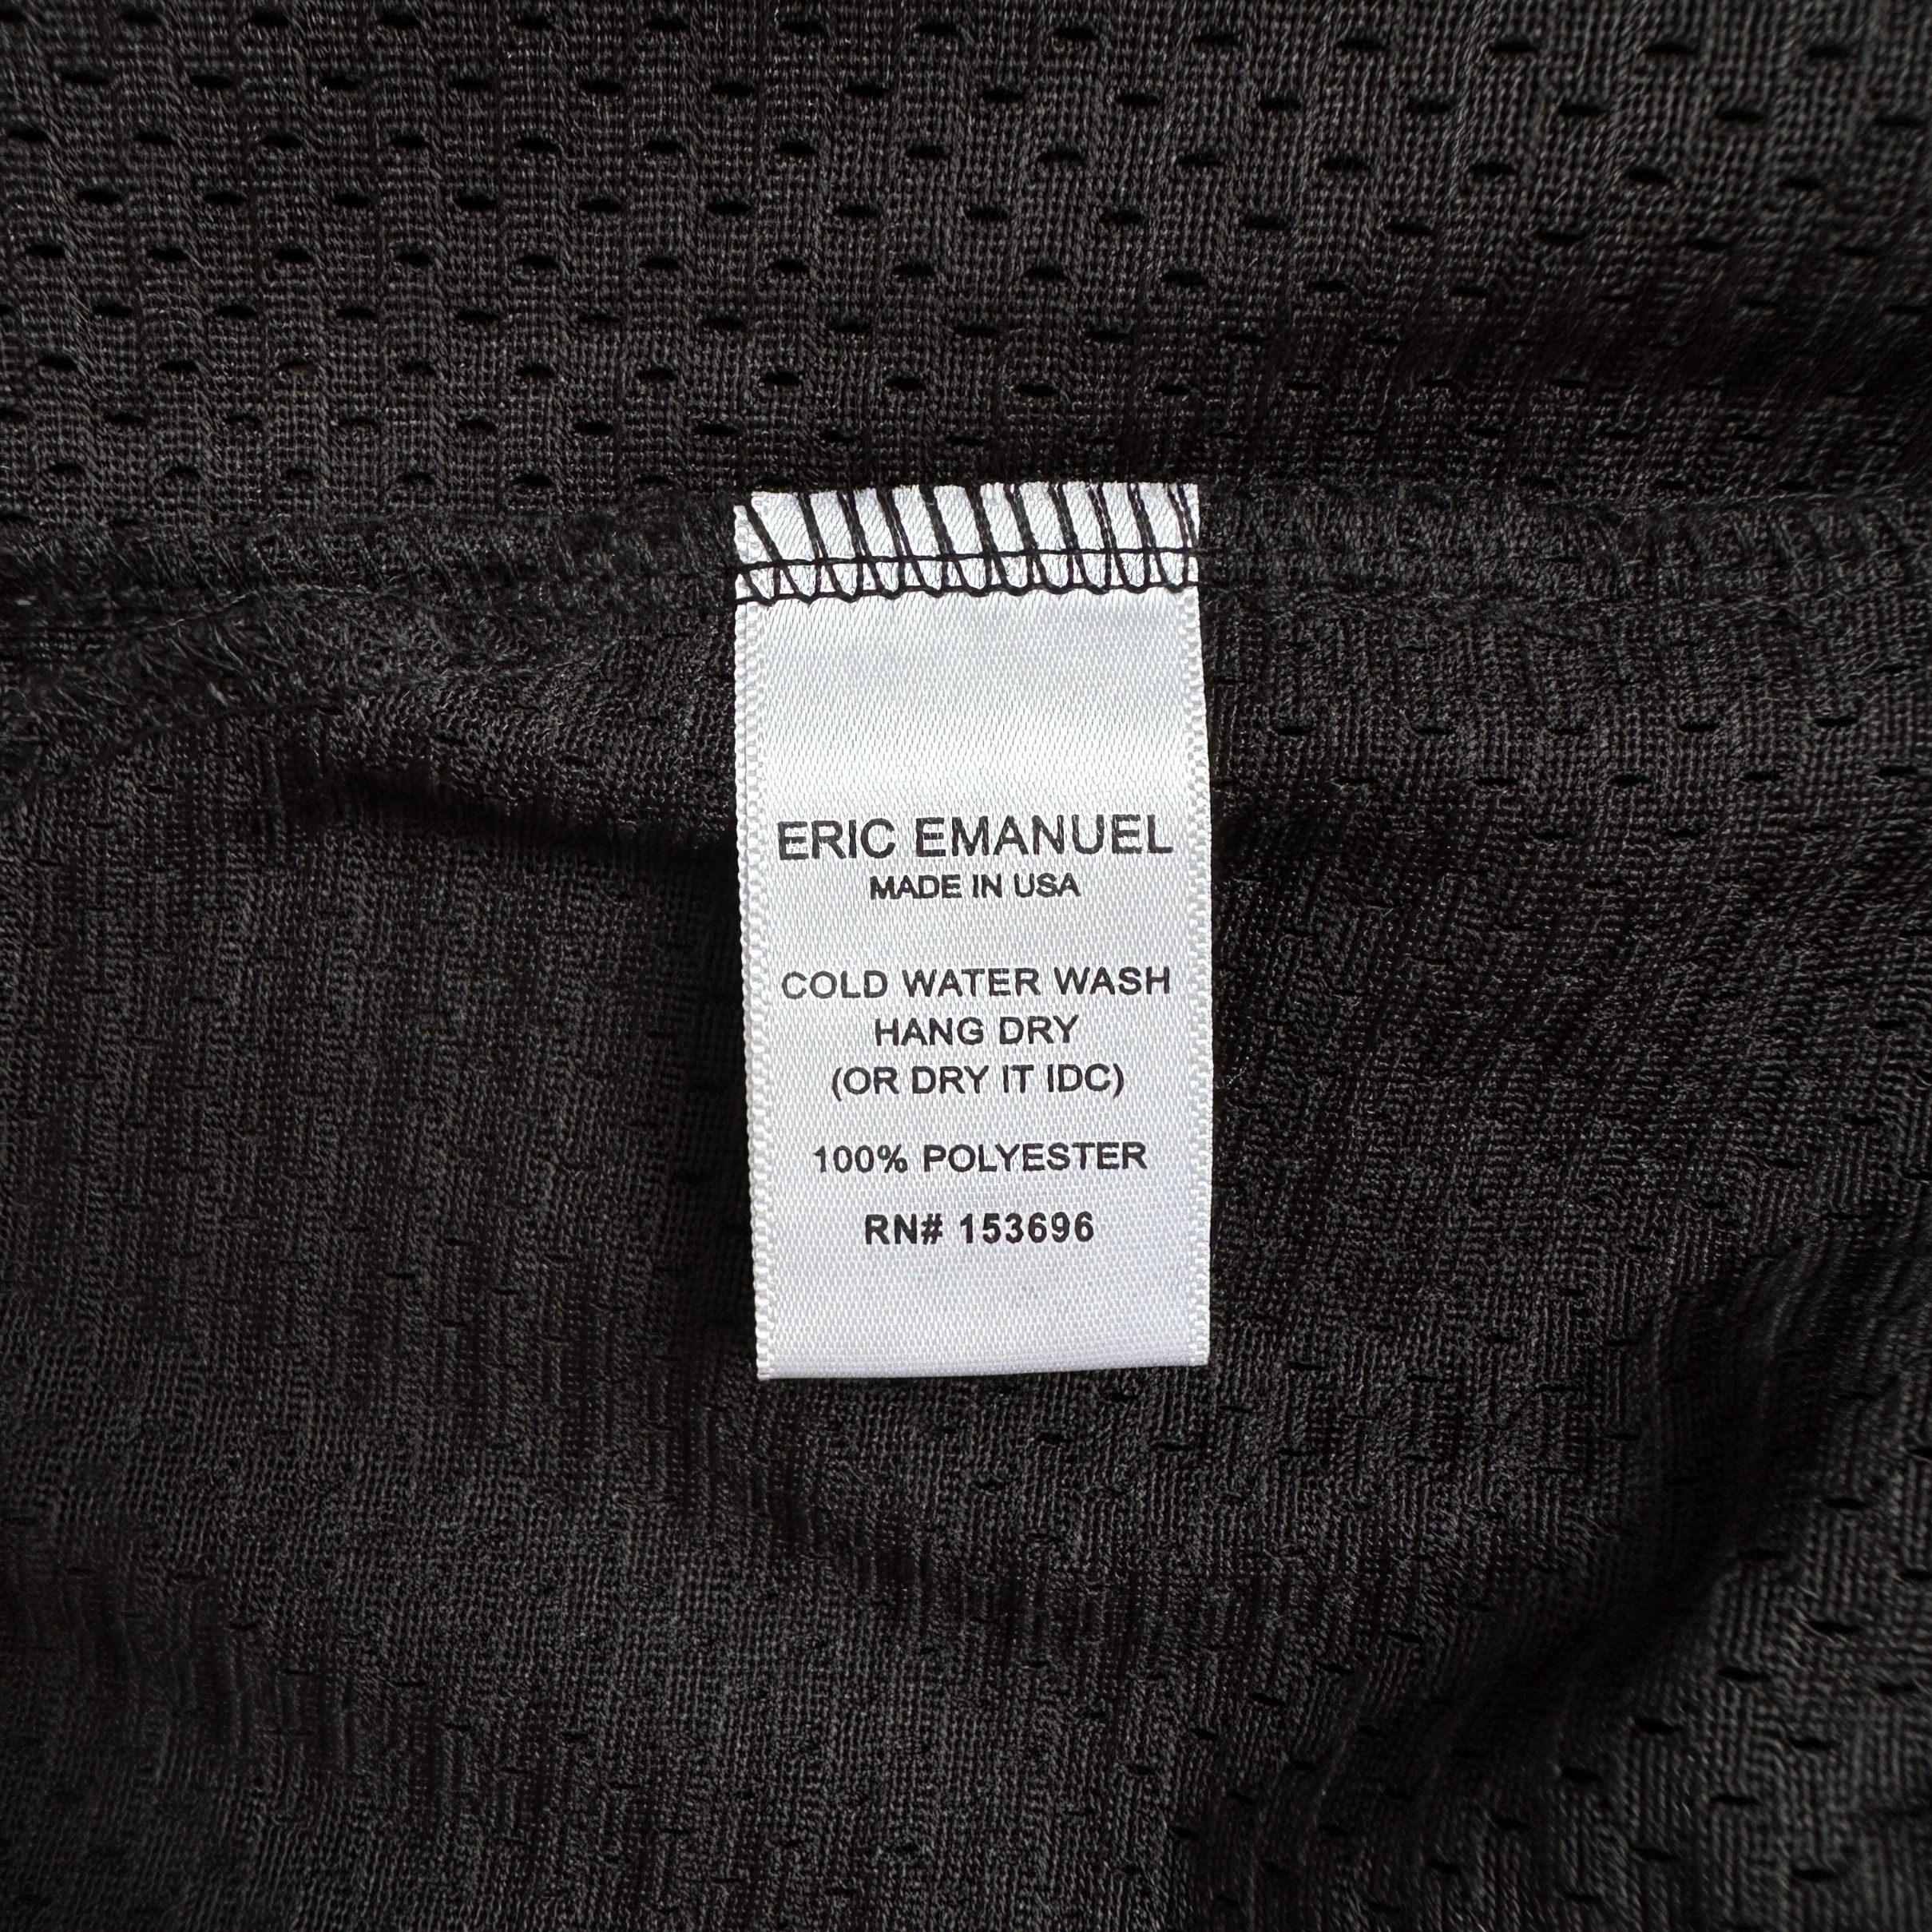 ERIC EMANUEL
MADE IN USA
COLD WATER WASH
HANG DRY
(OR DRY IT IDC)
100% POLYESTER
RN# 153696